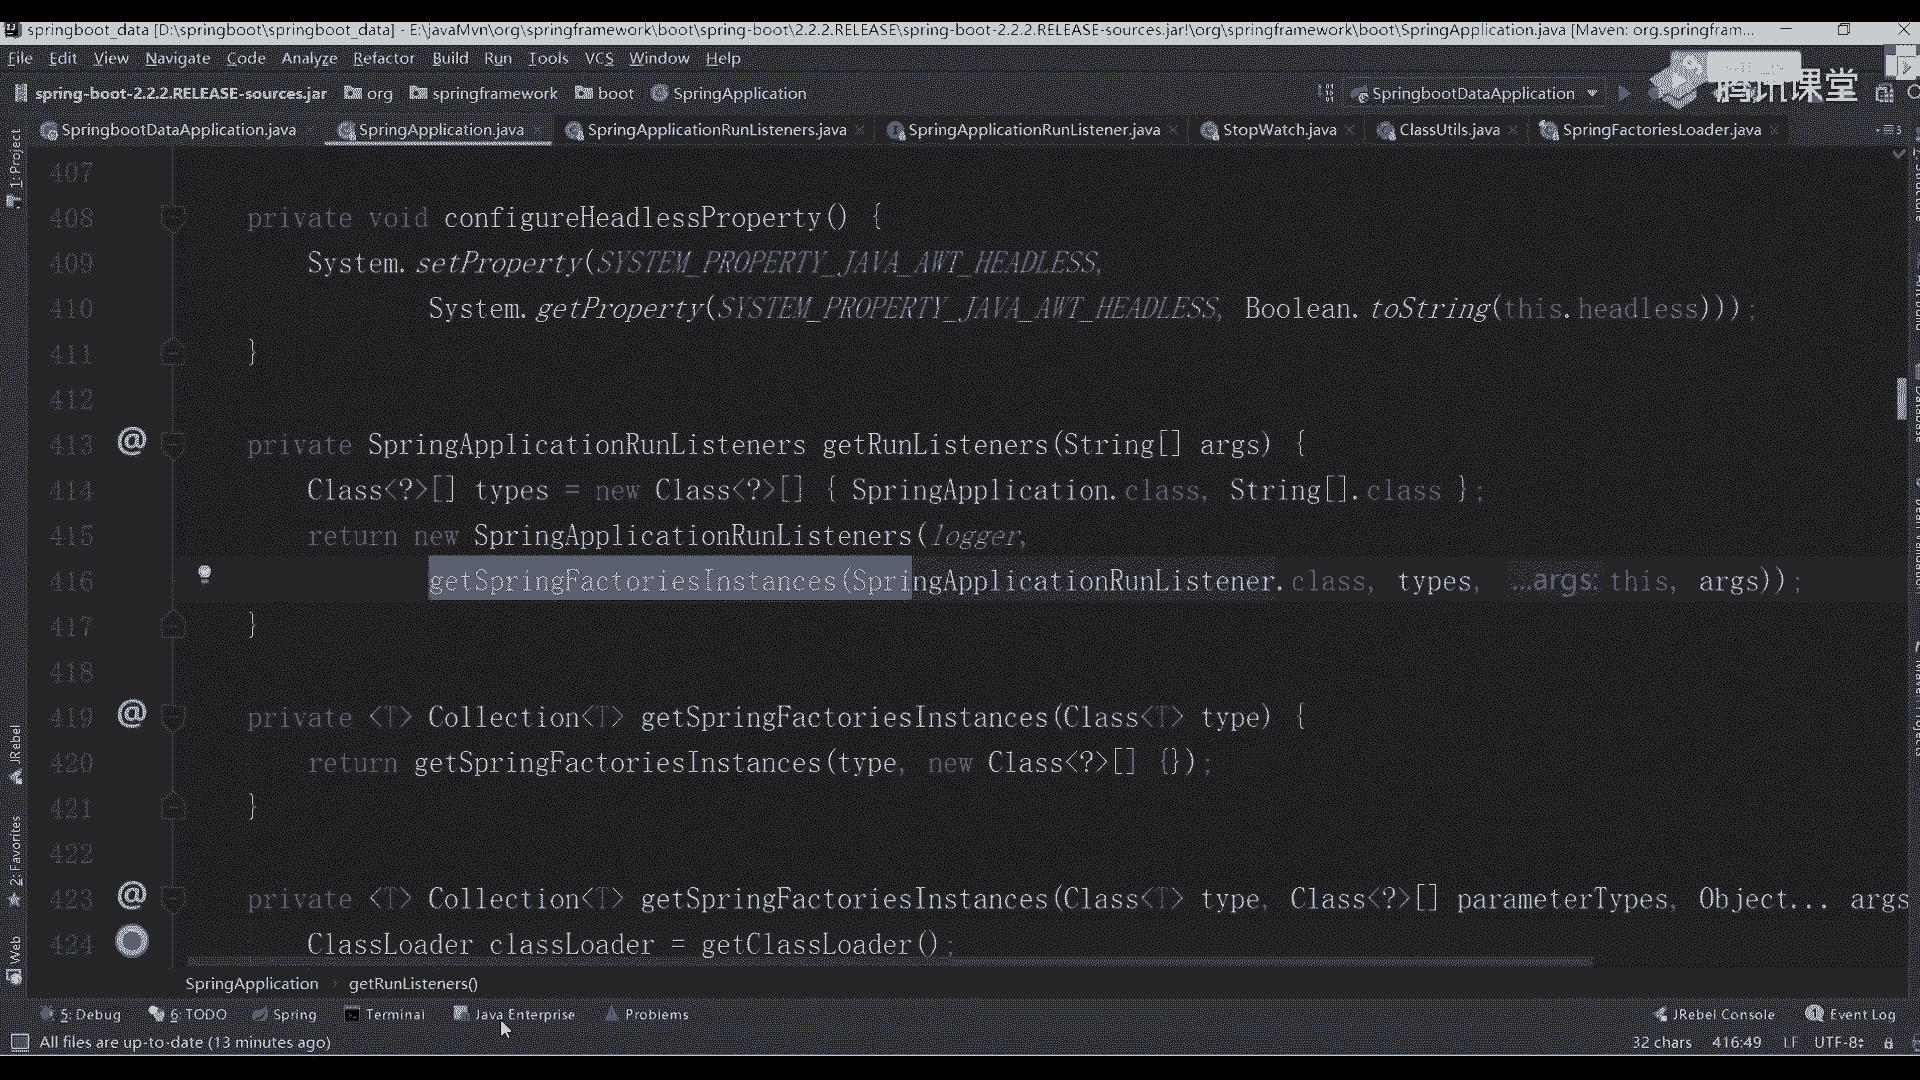 springboot_data [D:\springboot\springboot_data] - E:\javaMvn\org\springframework\boot\spring-boot\2.2.2.RELEASE\spring-boot-2.2.2.RELEASE-sources.jar!\org\springframework\boot\SpringApplication.java [Maven: org.springfram...
File Edit View Navigate Code Analyze Refactor Build Run Tools VCS Window Help
spring-boot-2.2.2.RELEASE-sources.jar org springframework boot SpringApplication SpringbootDataApplication 腾讯课堂
SpringbootDataApplication.java SpringApplication.java SpringApplicationRunListeners.java SpringApplicationRunListener.java StopWatch.java ClassUtils.java SpringFactoriesLoader.java
1: Project
407
408 private void configureHeadlessProperty() {
409 System.setProperty(SYSTEM_PROPERTY_JAVA_AWT_HEADLESS,
410 System.getProperty(SYSTEM_PROPERTY_JAVA_AWT_HEADLESS, Boolean.toString(this.headless)));
411 }
412
413 @ private SpringApplicationRunListeners getRunListeners(String[] args) {
414 Class<?>[] types = new Class<?>[] { SpringApplication.class, String[].class };
415 return new SpringApplicationRunListeners(logger,
416 getSpringFactoriesInstances(SpringApplicationRunListener.class, types, ...args: this, args));
417 }
418
419 @ private <T> Collection<T> getSpringFactoriesInstances(Class<T> type) {
420 return getSpringFactoriesInstances(type, new Class<?>[] {});
421 }
422
423 @ private <T> Collection<T> getSpringFactoriesInstances(Class<T> type, Class<?>[] parameterTypes, Object... args
424 ClassLoader classLoader = getClassLoader();
JRebel
2: Favorites
Web
SpringApplication getRunListeners()
5: Debug 6: TODO Spring Terminal Java Enterprise Problems JRebel Console Event Log
All files are up-to-date (13 minutes ago) 32 chars 416:49 LF UTF-8